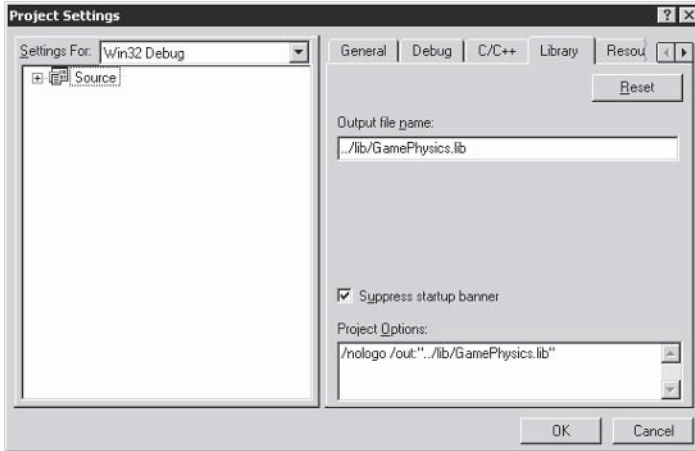 Project Settings
Settings For: Win32 Debug
Source
General Debug C/C++ Library
Reset
Output file name:
../lib/GamePhysics.lib
Suppress startup banner
Project Options:
/nologo /out:"../lib/GamePhysics.lib"
OK Cancel